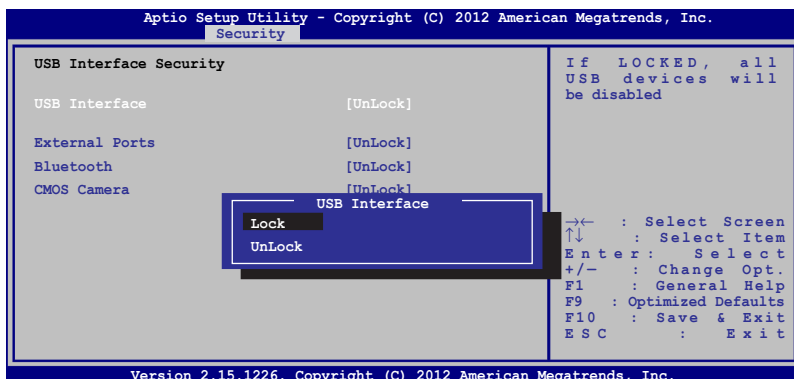 Aptio Setup Utility - Copyright (C) 2012 American Megatrends, Inc.
Security
USB Interface Security
USB Interface [UnLock]
External Ports [UnLock]
Bluetooth [UnLock]
CMOS Camera [UnLock]
USB Interface
Lock
UnLock
If LOCKED, all
USB devices will
be disabled
→← : Select Screen
↑↓ : Select Item
Enter: Select
+/— : Change Opt.
F1 : General Help
F9 : Optimized Defaults
F10 : Save & Exit
ESC : Exit
Version 2.15.1226. Copyright (C) 2012 American Megatrends, Inc.